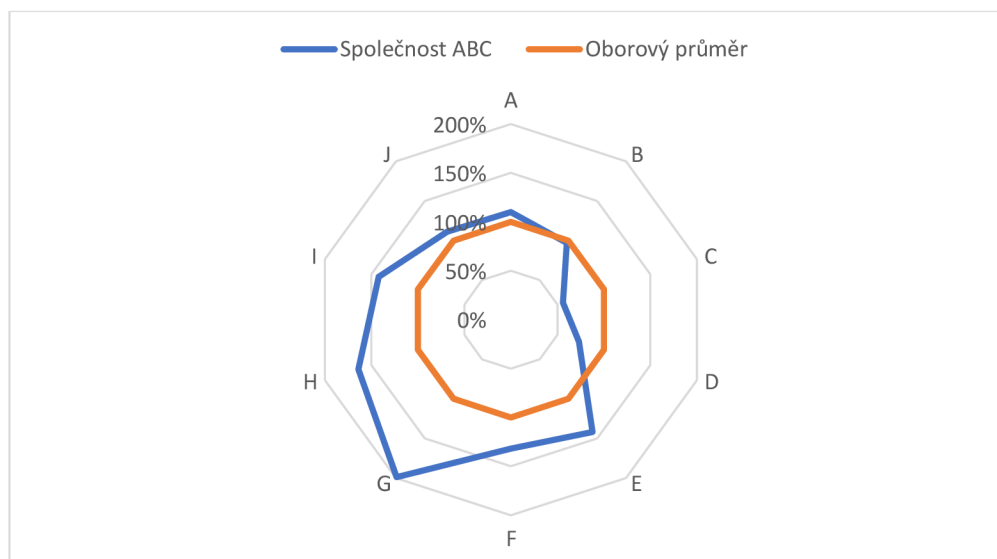 Společnost ABC Oborový průměr
A
200%
J B
150%
100%
I C
50%
0%
H D
G E
F